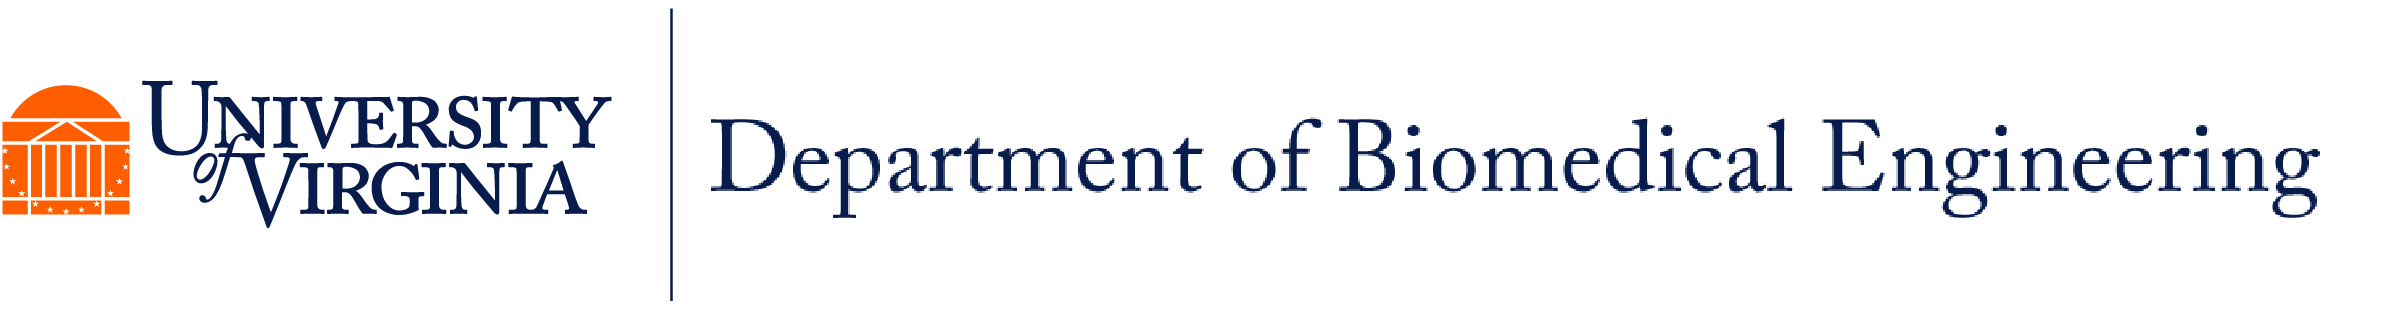 UNIVERSITY
of VIRGINIA
Department of Biomedical Engineering